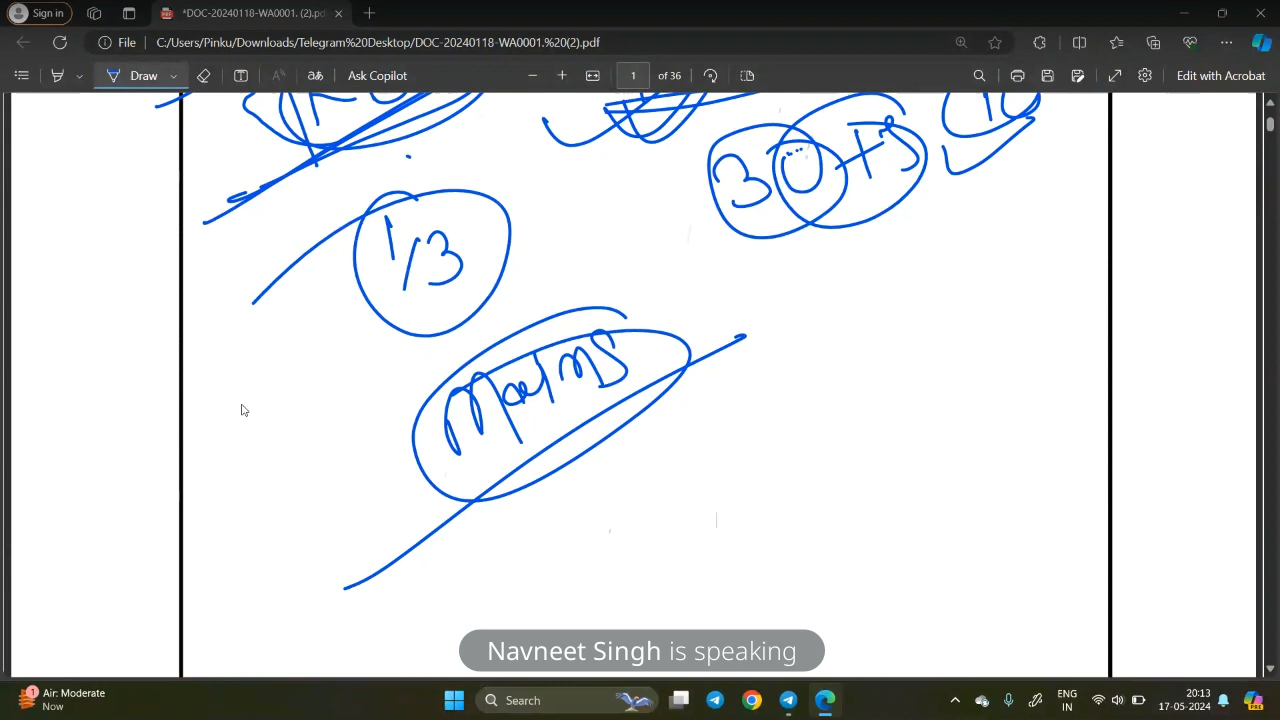 Sign in
*DOC-20240118-WA0001. (2).pdf
File
C:/Users/Pinku/Downloads/Telegram%20Desktop/DOC-20240118-WA0001.%20(2).pdf
Draw
Ask Copilot
1 of 36
Edit with Acrobat
30+
1/3
Navneet Singh is speaking
1
Air: Moderate
Now
Search
ENG
IN
20:13
17-05-2024